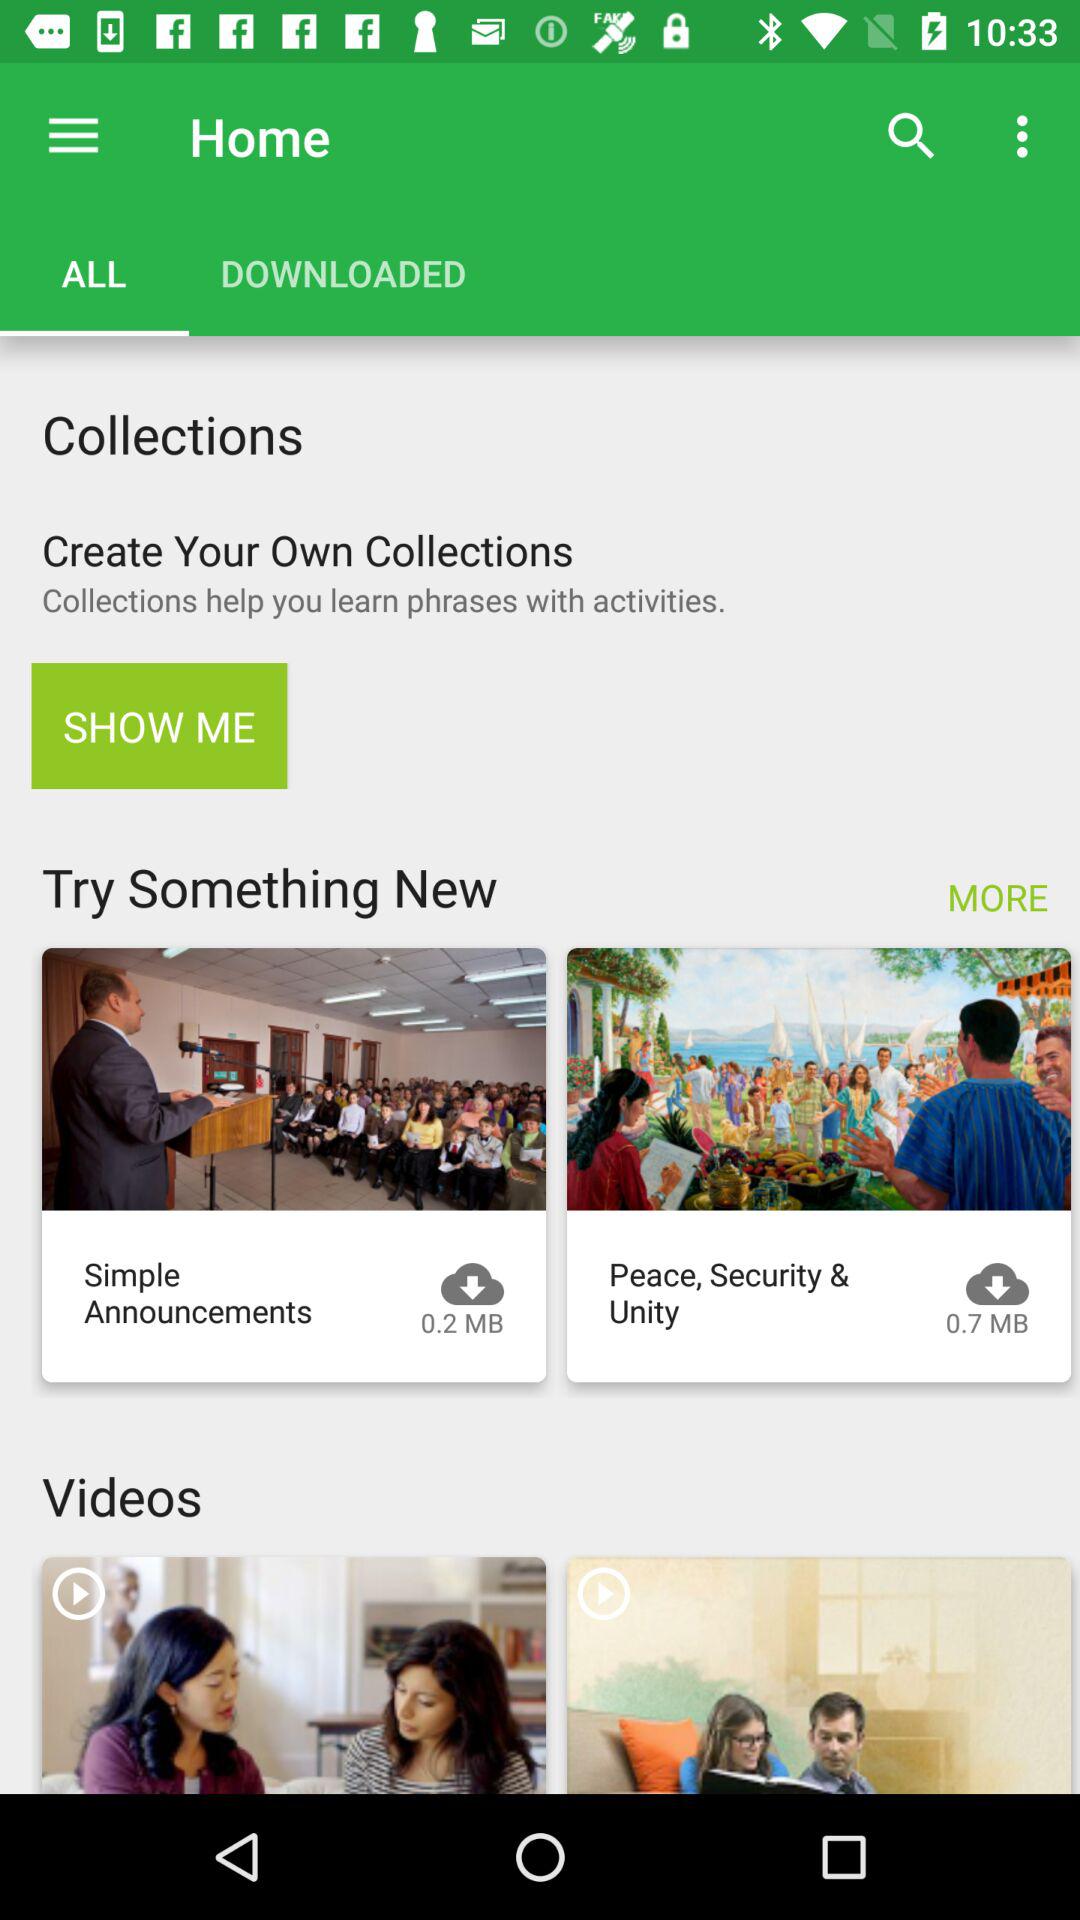 FAKE
10:33
Home
ALL
DOWNLOADED
Collections
Create Your Own Collections
Collections help you learn phrases with activities.
SHOW ME
Try Something New
MORE
Simple
Announcements
0.2 MB
Peace, Security &
Unity
0.7 MB
Videos